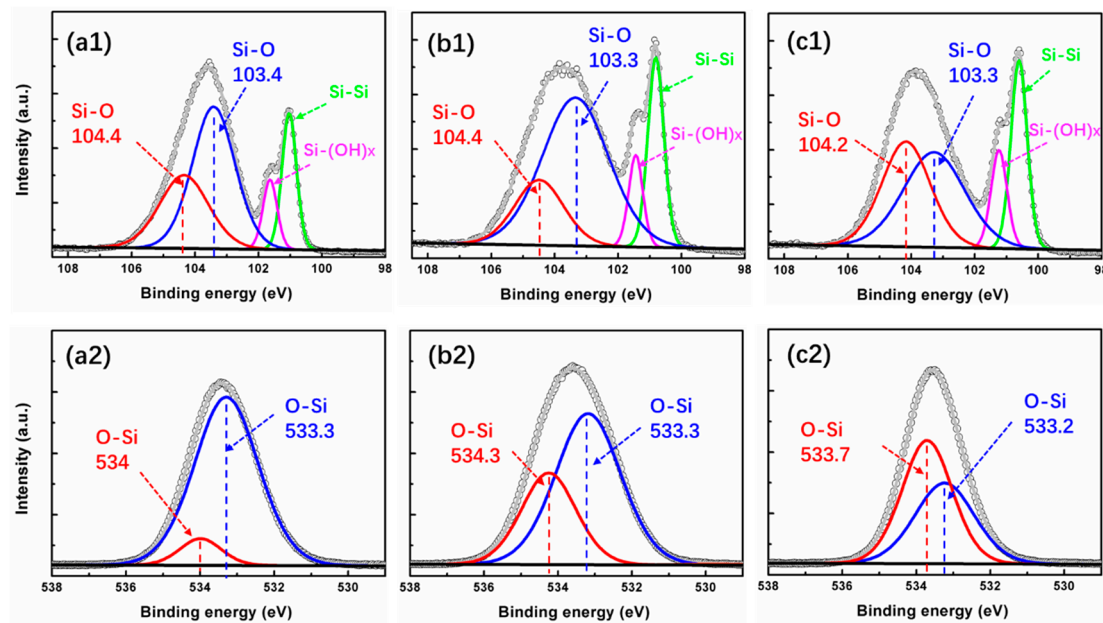 (a1)
Si-O
103.4
Si-O
104.4
Si-Si
Si-(OH)x
Intensity (a.u.)
108 106 104 102 100 98
Binding energy (eV)
(b1)
Si-O
103.3
Si-O
104.4
Si-Si
Si-(OH)x
108 106 104 102 100 98
Binding energy (eV)
(c1)
Si-O
103.3
Si-O
104.2
Si-Si
Si-(OH)x
108 106 104 102 100 98
Binding energy (eV)
(a2)
O-Si
533.3
O-Si
534
Intensity (a.u.)
538 536 534 532 530
Binding energy (eV)
(b2)
O-Si
533.3
O-Si
534.3
538 536 534 532 530
Binding energy (eV)
(c2)
O-Si
533.2
O-Si
533.7
538 536 534 532 530
Binding energy (eV)